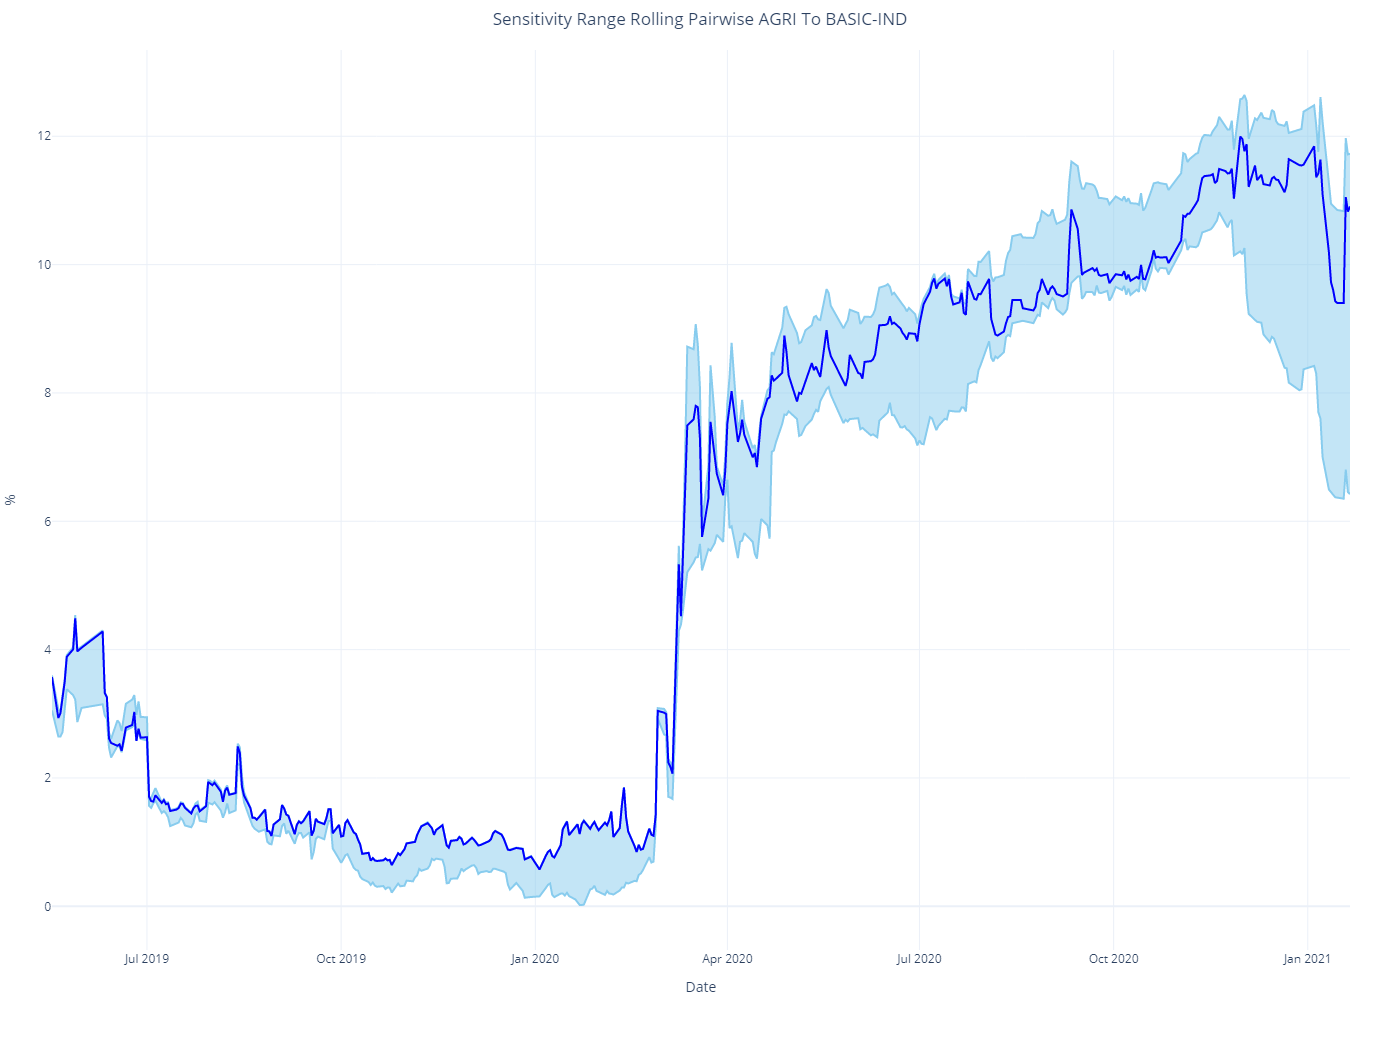 Sensitivity Range Rolling Pairwise AGRI To BASIC-IND
12
10
8
6
4
2
0
%
Jul 2019
Oct 2019
Jan 2020
Apr 2020
Jul 2020
Oct 2020
Jan 2021
Date